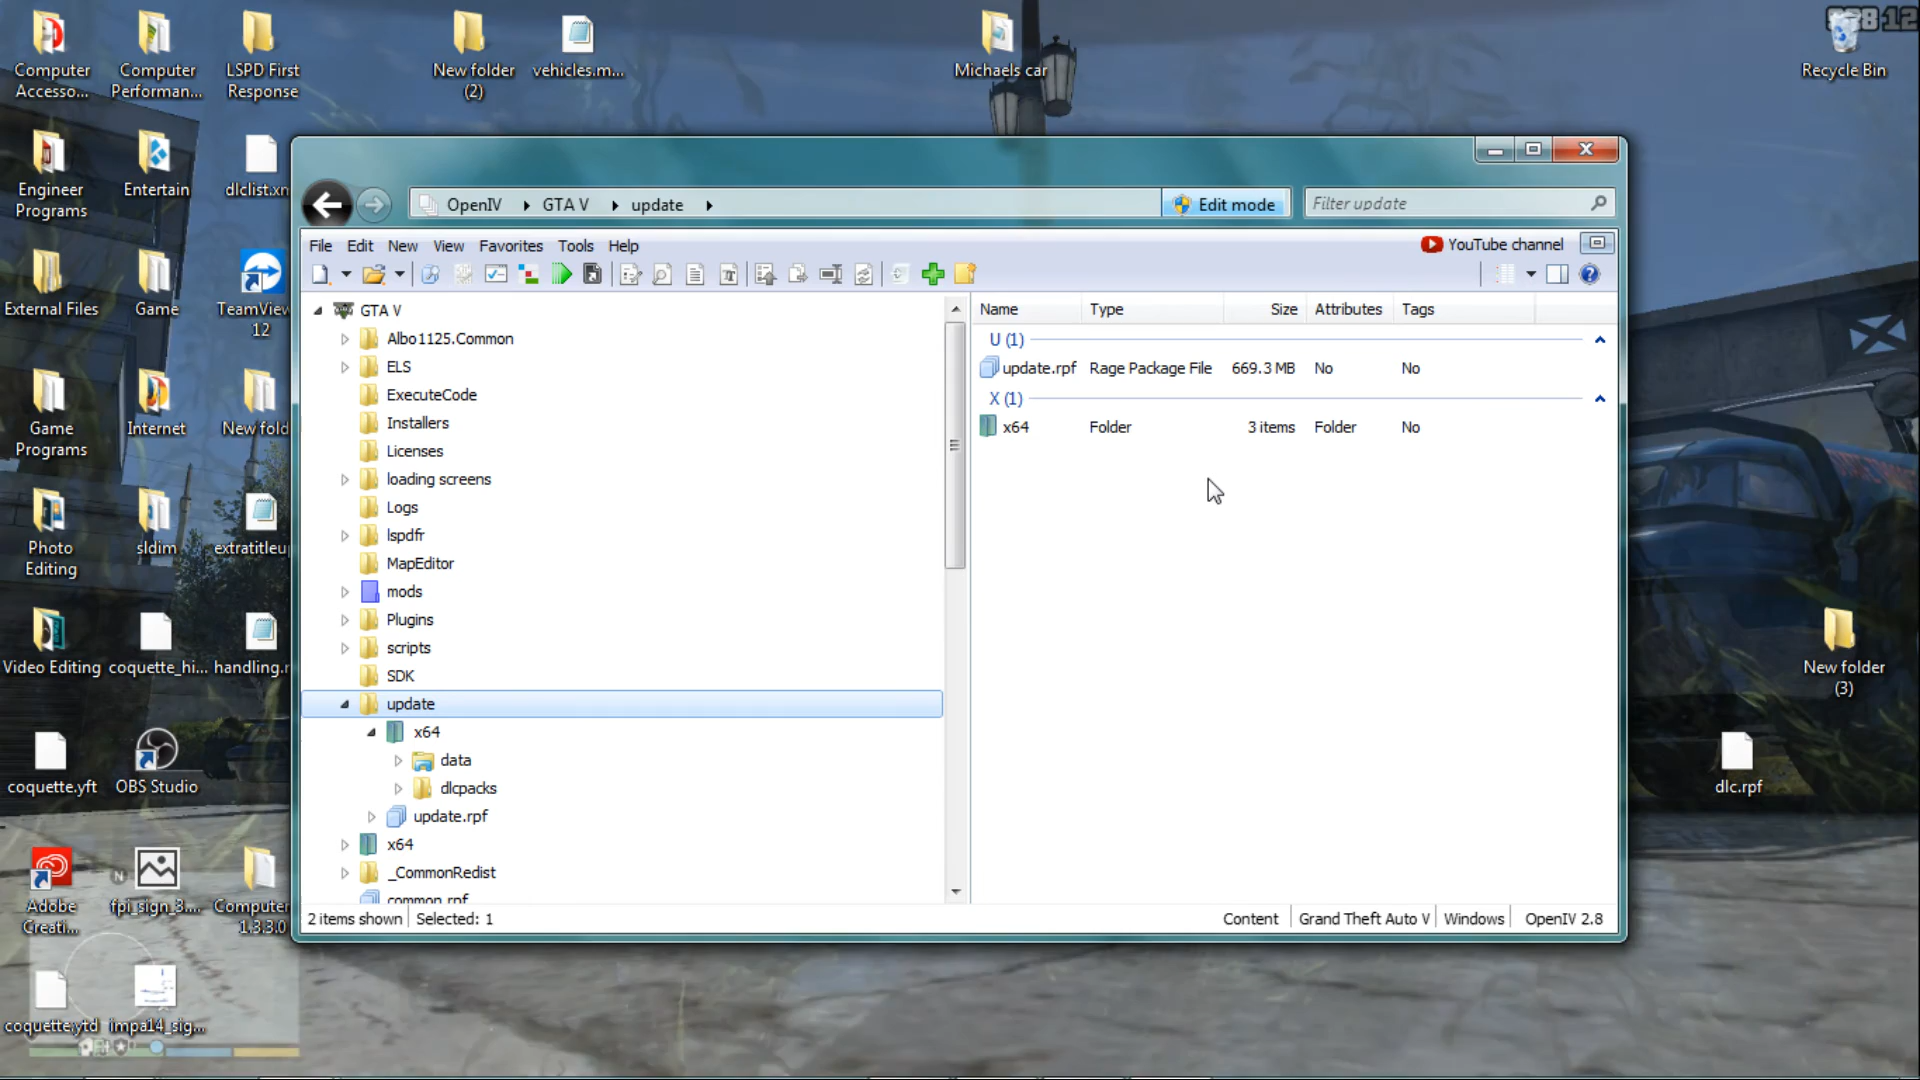 Computer
Accesso...
Computer
Performan...
LSPD First
Response
New folder
(2)
vehicles.m...
Michaels car
Recycle Bin
Engineer
Programs
Entertain
dlclist.xm
External Files
Game
TeamView
12
Game
Programs
Internet
New fold
Photo
Editing
sldim
extratitleu
Video Editing
coquette_hi...
handling.r
coquette.yft
OBS Studio
Adobe
Creati...
fpi_sign_3....
Computer
1.3.3.0
coquette.ytd
impa14_sig...
New folder
(3)
dlc.rpf
OpenIV
GTA V
update
Edit mode
Filter update
File
Edit
New
View
Favorites
Tools
Help
YouTube channel
GTA V
Albo1125.Common
ELS
ExecuteCode
Installers
Licenses
loading screens
Logs
lspdfr
MapEditor
mods
Plugins
scripts
SDK
update
x64
data
dlcpacks
update.rpf
x64
_CommonRedist
common.rpf
Name Type Size Attributes Tags
U (1)
update.rpf Rage Package File 669.3 MB No No
X (1)
x64 Folder 3 items Folder No
2 items shown Selected: 1
Content Grand Theft Auto V Windows OpenIV 2.8